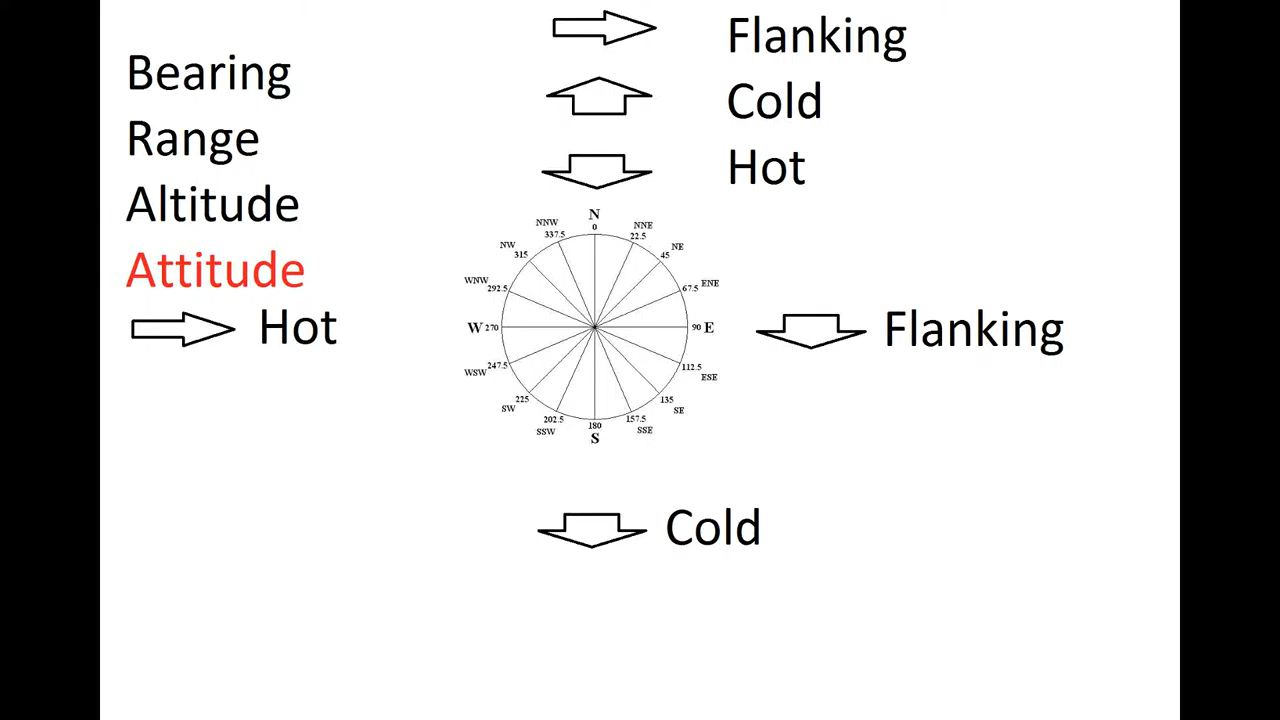 Bearing
Range
Altitude
Attitude
Hot
Flanking
Cold
Hot
N
0
NNE
22.5
NE
45
67.5 ENE
90 E
112.5
ESE
135
SE
157.5
SSE
180
S
202.5
SSW
225
SW
247.5
WSW
W 270
WNW
292.5
NW
315
NNW
337.5
Flanking
Cold